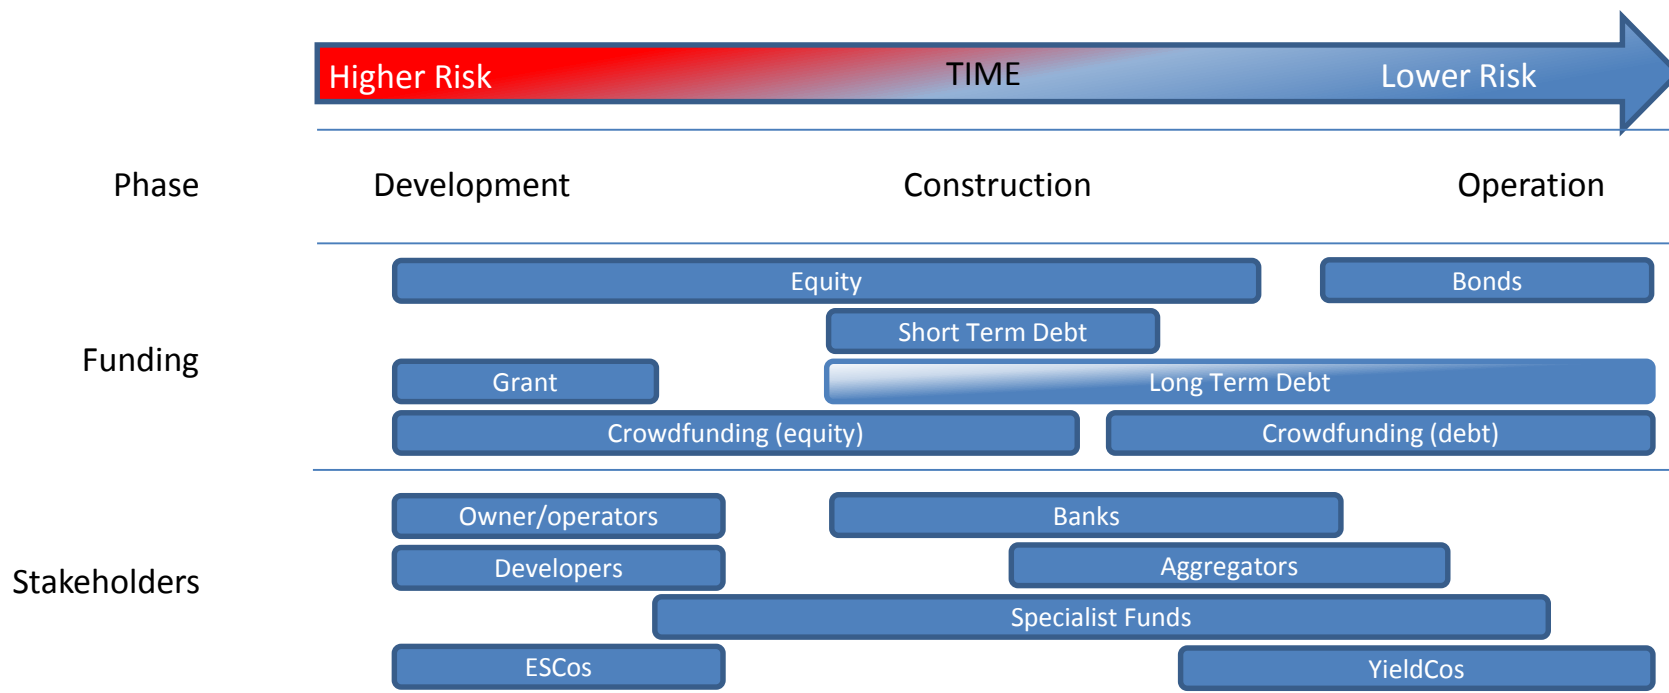 Higher Risk TIME Lower Risk
Phase Development Construction Operation
Equity Bonds
Short Term Debt
Funding
Grant Long Term Debt
Crowdfunding (equity) Crowdfunding (debt)
Owner/operators Banks
Developers Aggregators
Stakeholders
Specialist Funds
ESCos YieldCos